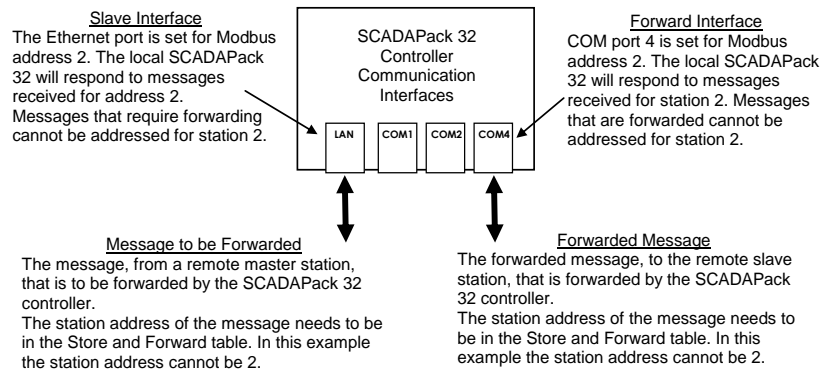 Slave Interface
The Ethernet port is set for Modbus
address 2. The local SCADAPack
32 will respond to messages
received for address 2.
Messages that require forwarding
cannot be addressed for station 2.
SCADAPack 32
Controller
Communication
Interfaces
LAN COM1 COM2 COM4
Forward Interface
COM port 4 is set for Modbus
address 2. The local SCADAPack
32 will respond to messages
received for station 2. Messages
that are forwarded cannot be
addressed for station 2.
Message to be Forwarded
The message, from a remote master station,
that is to be forwarded by the SCADAPack 32
controller.
The station address of the message needs to be
in the Store and Forward table. In this example
the station address cannot be 2.
Forwarded Message
The forwarded message, to the remote slave
station, that is forwarded by the SCADAPack
32 controller.
The station address of the message needs to
be in the Store and Forward table. In this
example the station address cannot be 2.